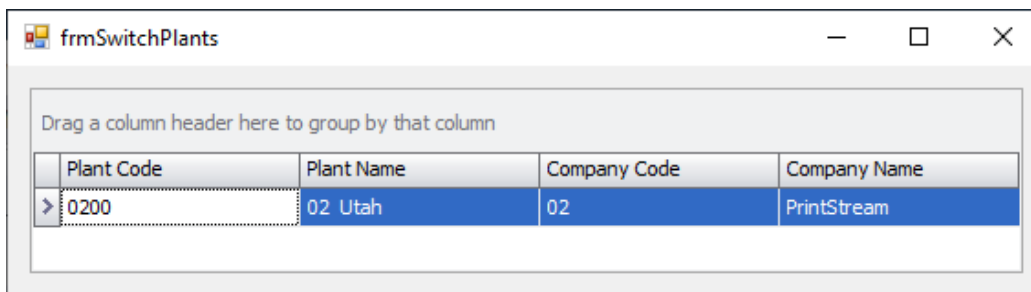 frmSwitchPlants
Drag a column header here to group by that column
Plant Code Plant Name Company Code Company Name
0200 02 Utah 02 PrintStream